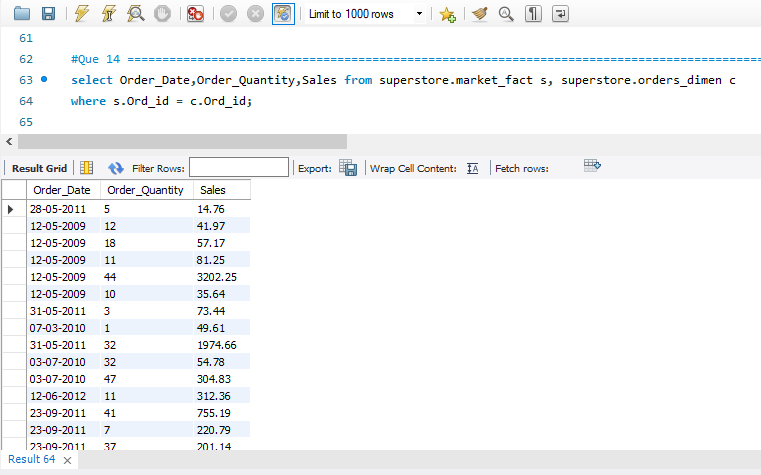 Limit to 1000 rows
61
62 #Que 14 ==========================================================================================
63 select Order_Date,Order_Quantity,Sales from superstore.market_fact s, superstore.orders_dimen c
64 where s.Ord_id = c.Ord_id;
65
Result Grid Filter Rows: Export: Wrap Cell Content: Fetch rows:
Order_Date Order_Quantity Sales
28-05-2011 5 14.76
12-05-2009 12 41.97
12-05-2009 18 57.17
12-05-2009 11 81.25
12-05-2009 44 3202.25
12-05-2009 10 35.64
31-05-2011 3 73.44
07-03-2010 1 49.61
31-05-2011 32 1974.66
03-07-2010 32 54.78
03-07-2010 47 304.83
12-06-2012 11 312.36
23-09-2011 41 755.19
23-09-2011 7 220.79
23-09-2011 37 201.14
Result 64